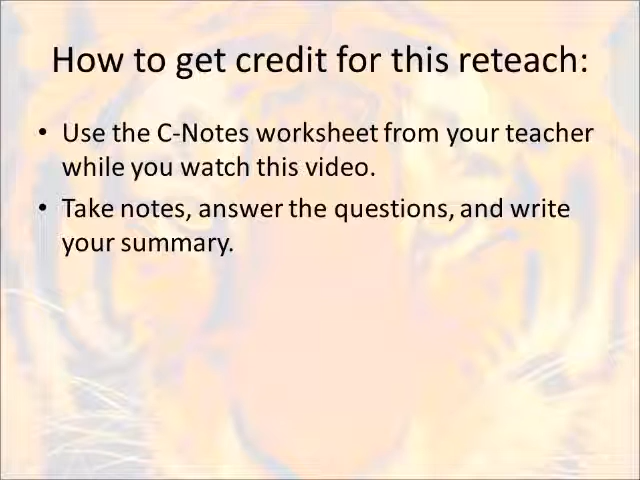 How to get credit for this reteach:
• Use the C-Notes worksheet from your teacher
while you watch this video.
• Take notes, answer the questions, and write
your summary.